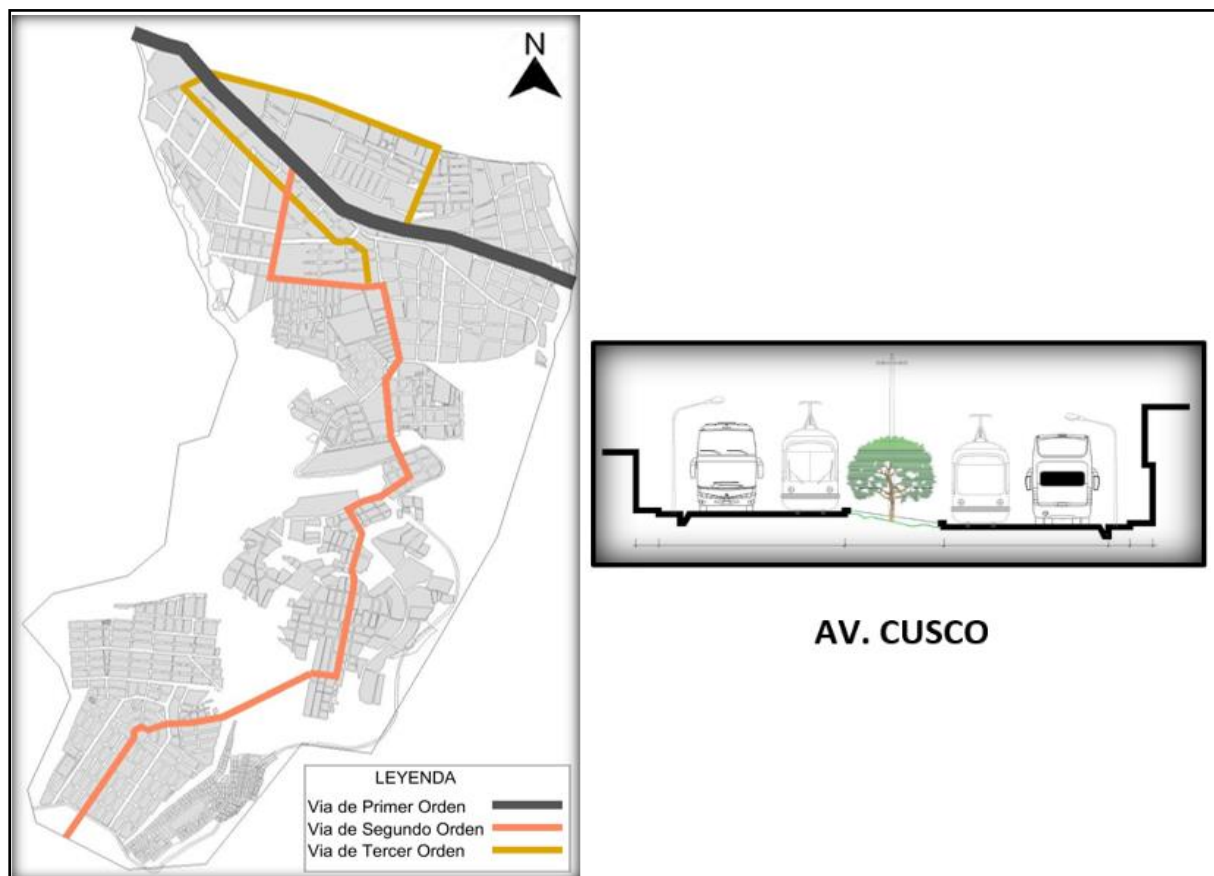 N
LEYENDA
Via de Primer Orden
Via de Segundo Orden
Via de Tercer Orden
AV. CUSCO